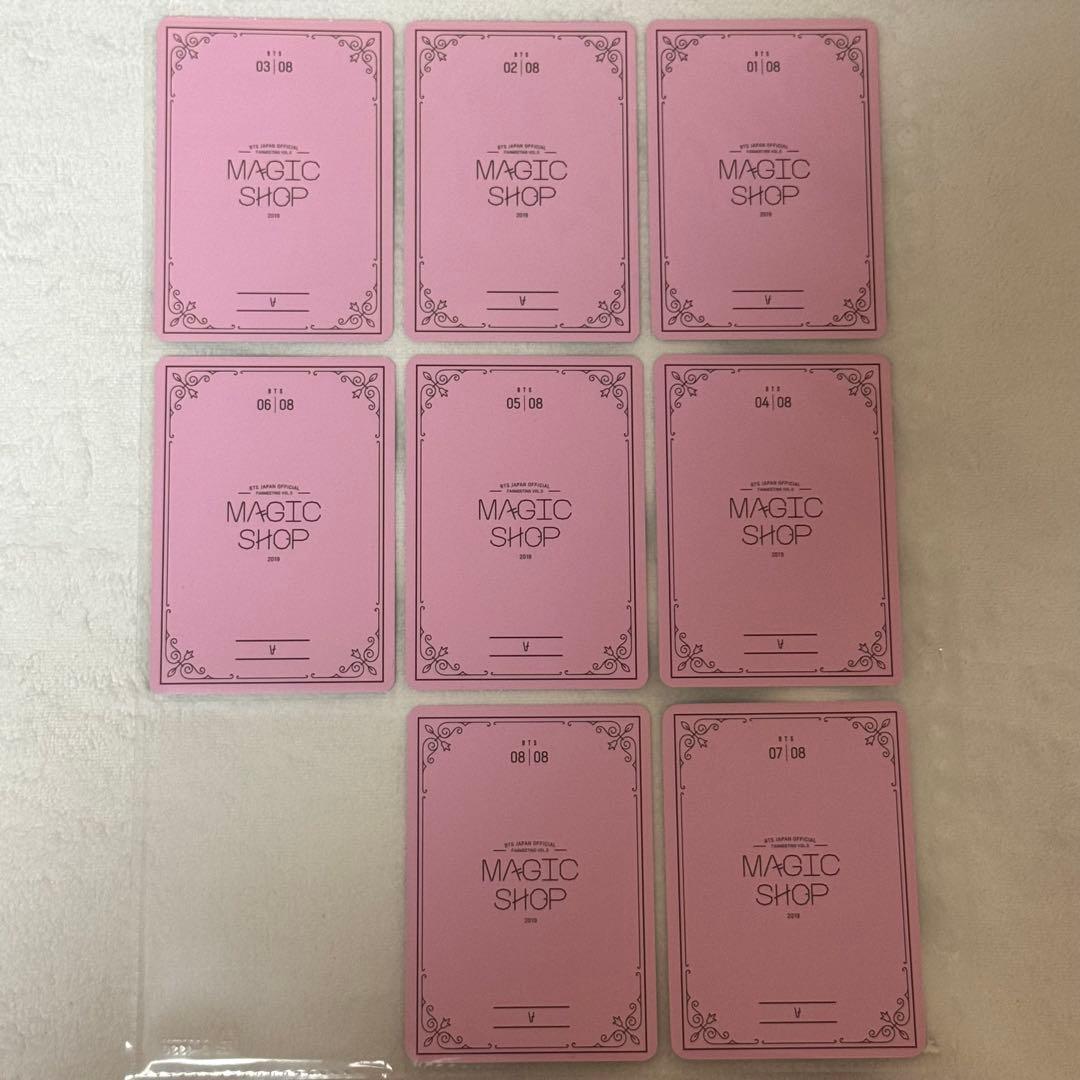 BTS
03|08
BTS JAPAN OFFICIAL
FANMEETING VOL.5
MAGIC
SHOP
2019
V
BTS
02|08
BTS JAPAN OFFICIAL
FANMEETING VOL.5
MAGIC
SHOP
2019
V
BTS
01|08
BTS JAPAN OFFICIAL
FANMEETING VOL.5
MAGIC
SHOP
2019
V
BTS
06|08
BTS JAPAN OFFICIAL
FANMEETING VOL.5
MAGIC
SHOP
2019
V
BTS
05|08
BTS JAPAN OFFICIAL
FANMEETING VOL.5
MAGIC
SHOP
2019
V
BTS
04|08
BTS JAPAN OFFICIAL
FANMEETING VOL.5
MAGIC
SHOP
2019
V
BTS
08|08
BTS JAPAN OFFICIAL
FANMEETING VOL.5
MAGIC
SHOP
2019
V
BTS
07|08
BTS JAPAN OFFICIAL
FANMEETING VOL.5
MAGIC
SHOP
2019
V